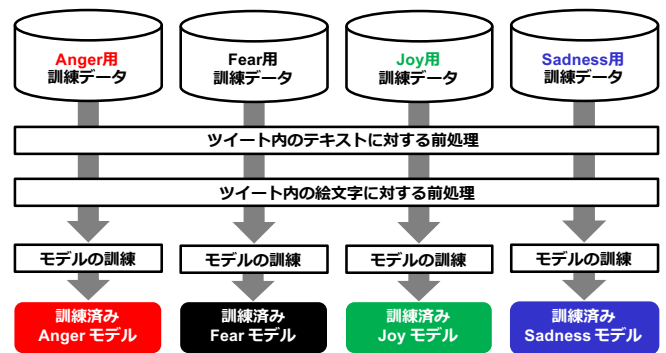 Anger用
訓練データ
Fear用
訓練データ
Joy用
訓練データ
Sadness用
訓練データ
ツイート内のテキストに対する前処理
ツイート内の絵文字に対する前処理
モデルの訓練
モデルの訓練
モデルの訓練
モデルの訓練
訓練済み
Anger モデル
訓練済み
Fear モデル
訓練済み
Joy モデル
訓練済み
Sadness モデル